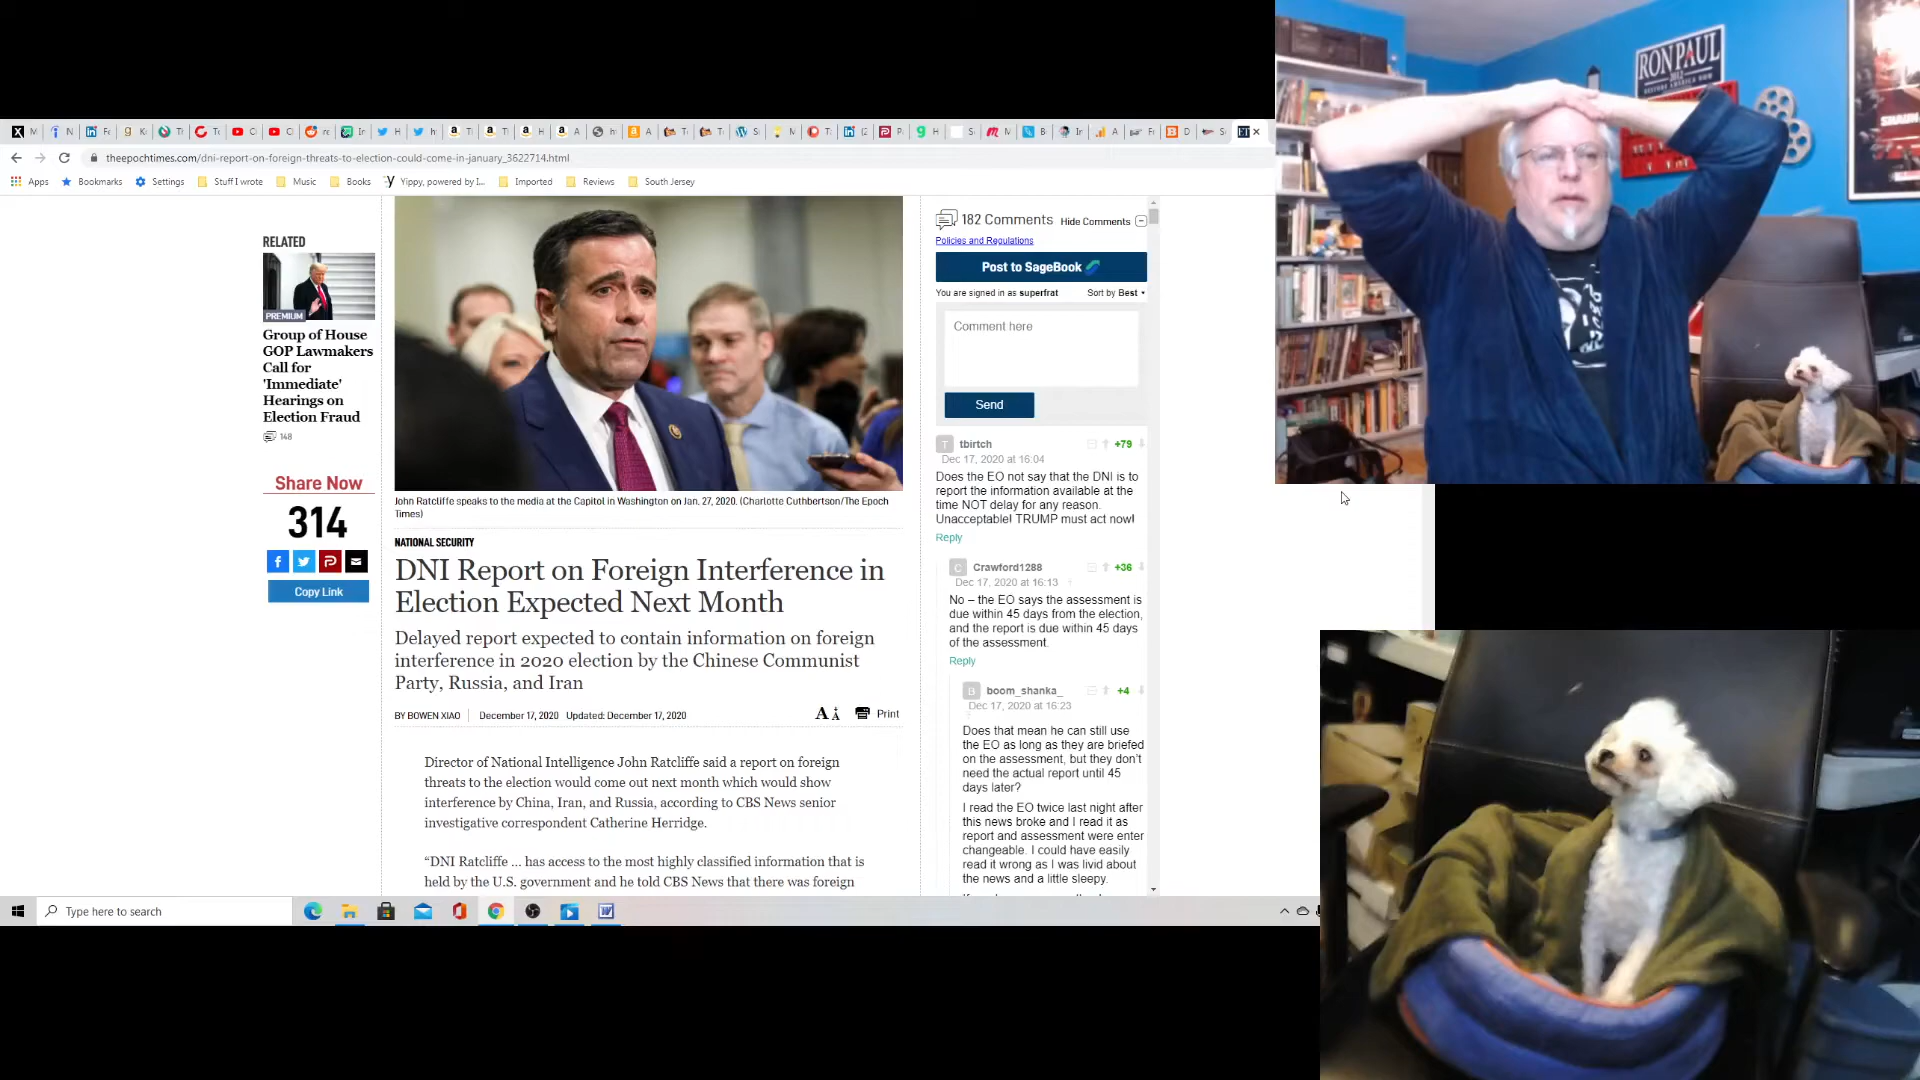 theepochtimes.com/dni-report-on-foreign-threats-to-election-could-come-in-january_3622714.html
Apps
Bookmarks
Settings
Stuff I wrote
Music
Books
Yippy, powered by I...
Imported
Reviews
South Jersey
RELATED
PREMIUM
Group of House
GOP Lawmakers
Call for
'Immediate'
Hearings on
Election Fraud
148
Share Now
314
Copy Link
John Ratcliffe speaks to the media at the Capitol in Washington on Jan. 27, 2020. (Charlotte Cuthbertson/The Epoch
Times)
NATIONAL SECURITY
DNI Report on Foreign Interference in
Election Expected Next Month
Delayed report expected to contain information on foreign
interference in 2020 election by the Chinese Communist
Party, Russia, and Iran
BY BOWEN XIAO December 17, 2020 Updated: December 17, 2020
Print
Director of National Intelligence John Ratcliffe said a report on foreign
threats to the election would come out next month which would show
interference by China, Iran, and Russia, according to CBS News senior
investigative correspondent Catherine Herridge.
“DNI Ratcliffe ... has access to the most highly classified information that is
held by the U.S. government and he told CBS News that there was foreign
182 Comments Hide Comments
Policies and Regulations
Post to SageBook
You are signed in as superfrat Sort by Best
Comment here
Send
T tbirtch +79
Dec 17, 2020 at 16:04
Does the EO not say that the DNI is to
report the information available at the
time NOT delay for any reason.
Unacceptable! TRUMP must act now!
Reply
C Crawford1288 +36
Dec 17, 2020 at 16:13
No – the EO says the assessment is
due within 45 days from the election,
and the report is due within 45 days
of the assessment.
Reply
B boom_shanka_ +4
Dec 17, 2020 at 16:23
Does that mean he can still use
the EO as long as they are briefed
on the assessment, but they don't
need the actual report until 45
days later?
I read the EO twice last night after
this news broke and I read it as
report and assessment were enter
changeable. I could have easily
read it wrong as I was livid about
the news and a little sleepy.
Type here to search
RON PAUL
2012